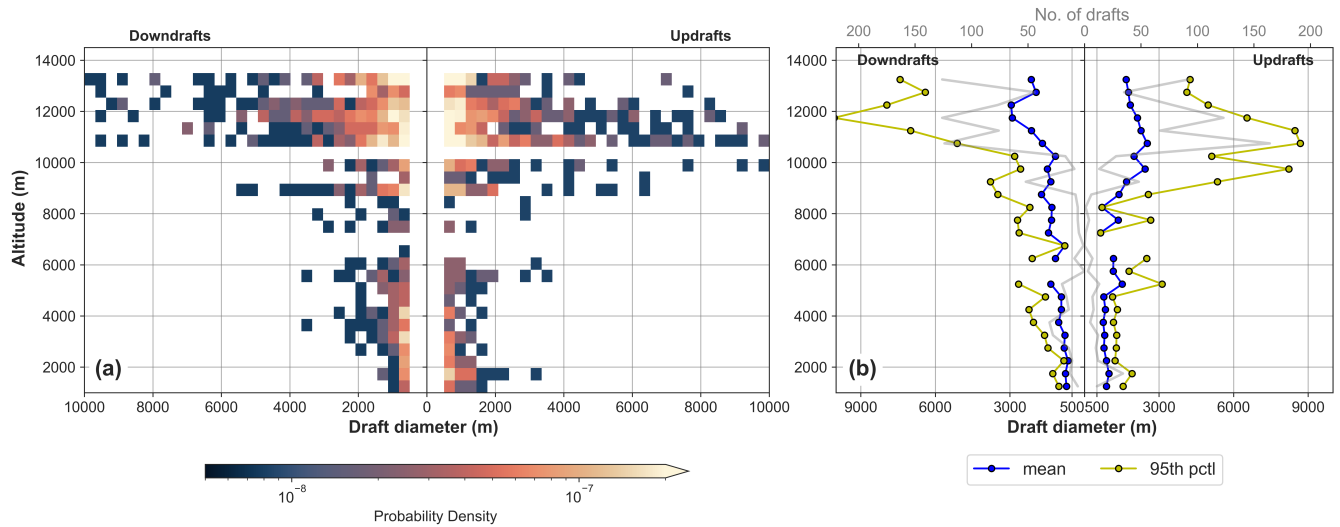 No. of drafts
200 150 100 50 0 50 100 150 200
Downdrafts Updrafts
Downdrafts Updrafts
14000 14000
12000 12000
10000 10000
8000 8000
6000 6000
4000 4000
2000 2000
Altitude (m)
(a) (b)
10000 8000 6000 4000 2000 0 2000 4000 6000 8000 10000
9000 6000 3000 500 500 3000 6000 9000
Draft diameter (m) Draft diameter (m)
mean 95th pctl
10⁻⁸ 10⁻⁷
Probability Density